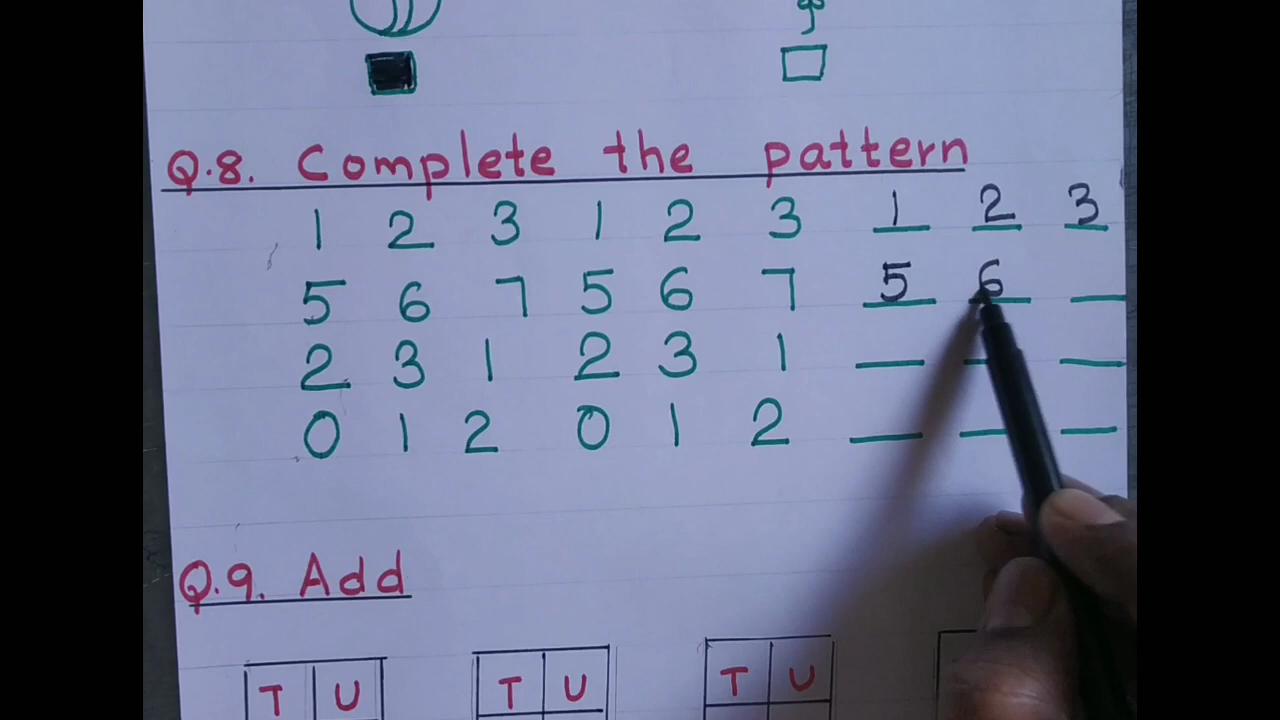 Q.8. Complete the pattern
1 2 3 1 2 3 1 2 3
5 6 7 5 6 7 5 6 _
2 3 1 2 3 1 _ _ _
0 1 2 0 1 2 _ _ _
Q.9. Add
T U T U T U